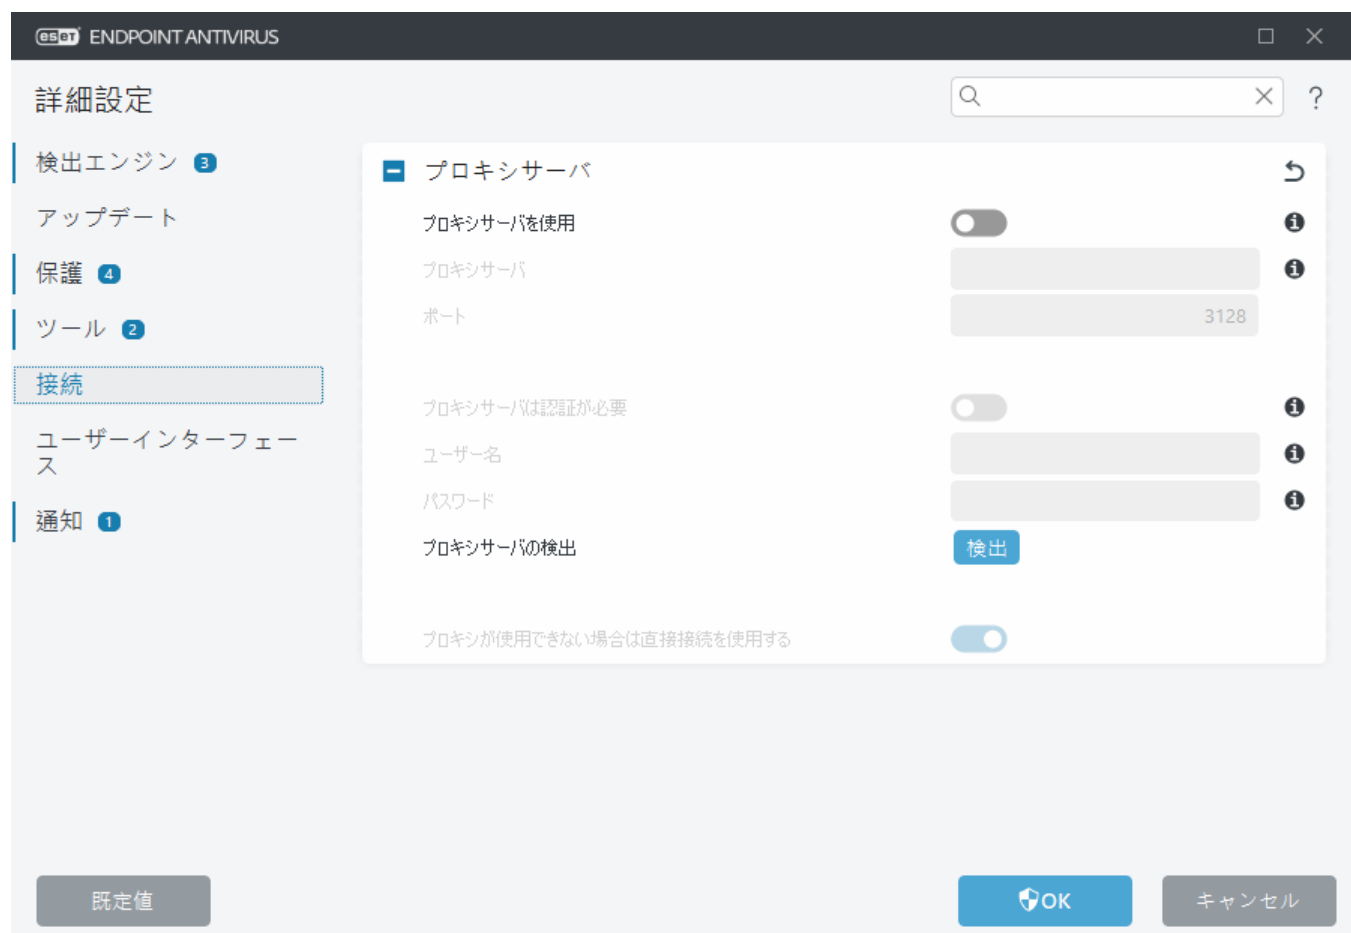 eset ENDPOINT ANTIVIRUS
詳細設定
検出エンジン 3
アップデート
保護 4
ツール 2
接続
ユーザーインターフェー
ス
通知 1
プロキシサーバ
プロキシサーバを使用
プロキシサーバ
ポート 3128
プロキシサーバは認証が必要
ユーザー名
パスワード
プロキシサーバの検出 検出
プロキシが使用できない場合は直接接続を使用する
既定値
OK
キャンセル